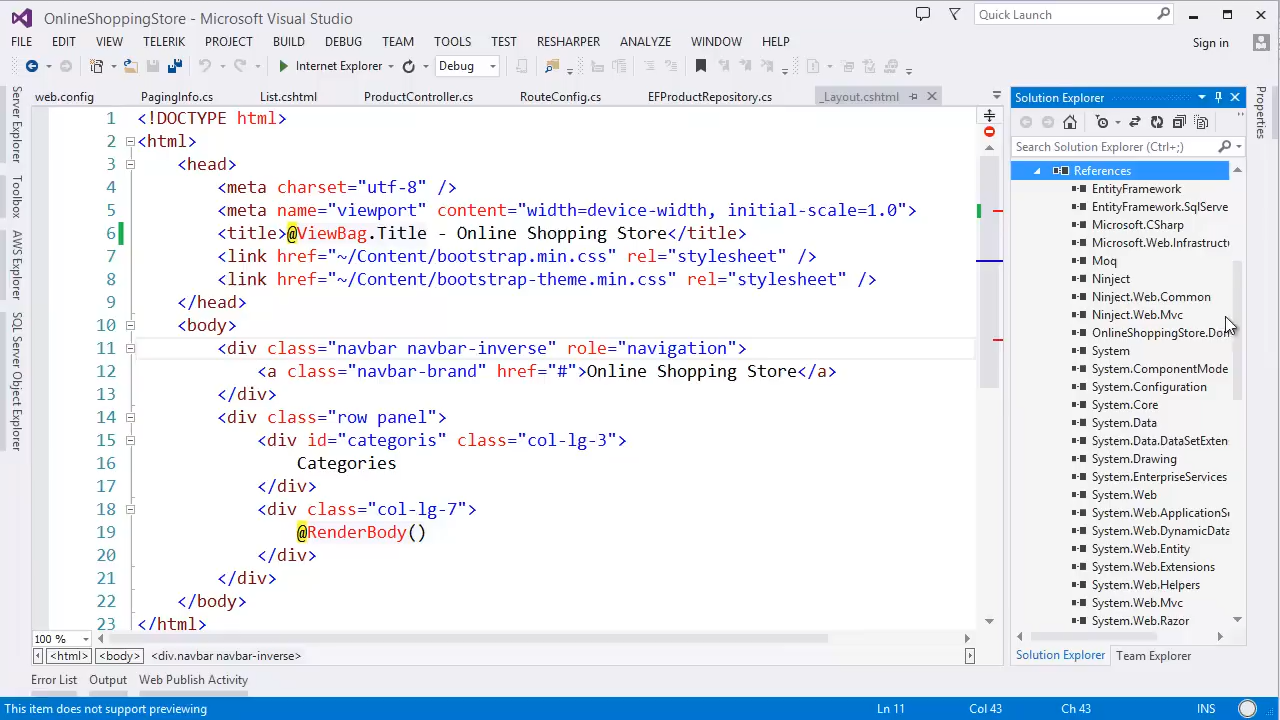 OnlineShoppingStore - Microsoft Visual Studio
Quick Launch
FILE EDIT VIEW TELERIK PROJECT BUILD DEBUG TEAM TOOLS TEST RESHARPER ANALYZE WINDOW HELP
Sign in
Internet Explorer Debug
web.config PagingInfo.cs List.cshtml ProductController.cs RouteConfig.cs EFProductRepository.cs _Layout.cshtml
Server Explorer
Toolbox
AWS Explorer
SQL Server Object Explorer
1 <!DOCTYPE html>
2 <html>
3 <head>
4 <meta charset="utf-8" />
5 <meta name="viewport" content="width=device-width, initial-scale=1.0">
6 <title>@ViewBag.Title - Online Shopping Store</title>
7 <link href="~/Content/bootstrap.min.css" rel="stylesheet" />
8 <link href="~/Content/bootstrap-theme.min.css" rel="stylesheet" />
9 </head>
10 <body>
11 <div class="navbar navbar-inverse" role="navigation">
12 <a class="navbar-brand" href="#">Online Shopping Store</a>
13 </div>
14 <div class="row panel">
15 <div id="categoris" class="col-lg-3">
16 Categories
17 </div>
18 <div class="col-lg-7">
19 @RenderBody()
20 </div>
21 </div>
22 </body>
23 </html>
100 %
<html> <body> <div.navbar navbar-inverse>
Solution Explorer
Search Solution Explorer (Ctrl+;)
References
EntityFramework
EntityFramework.SqlServe
Microsoft.CSharp
Microsoft.Web.Infrastruct
Moq
Ninject
Ninject.Web.Common
Ninject.Web.Mvc
OnlineShoppingStore.Dom
System
System.ComponentMode
System.Configuration
System.Core
System.Data
System.Data.DataSetExten
System.Drawing
System.EnterpriseServices
System.Web
System.Web.ApplicationSe
System.Web.DynamicData
System.Web.Entity
System.Web.Extensions
System.Web.Helpers
System.Web.Mvc
System.Web.Razor
Solution Explorer Team Explorer
Properties
Error List Output Web Publish Activity
This item does not support previewing Ln 11 Col 43 Ch 43 INS